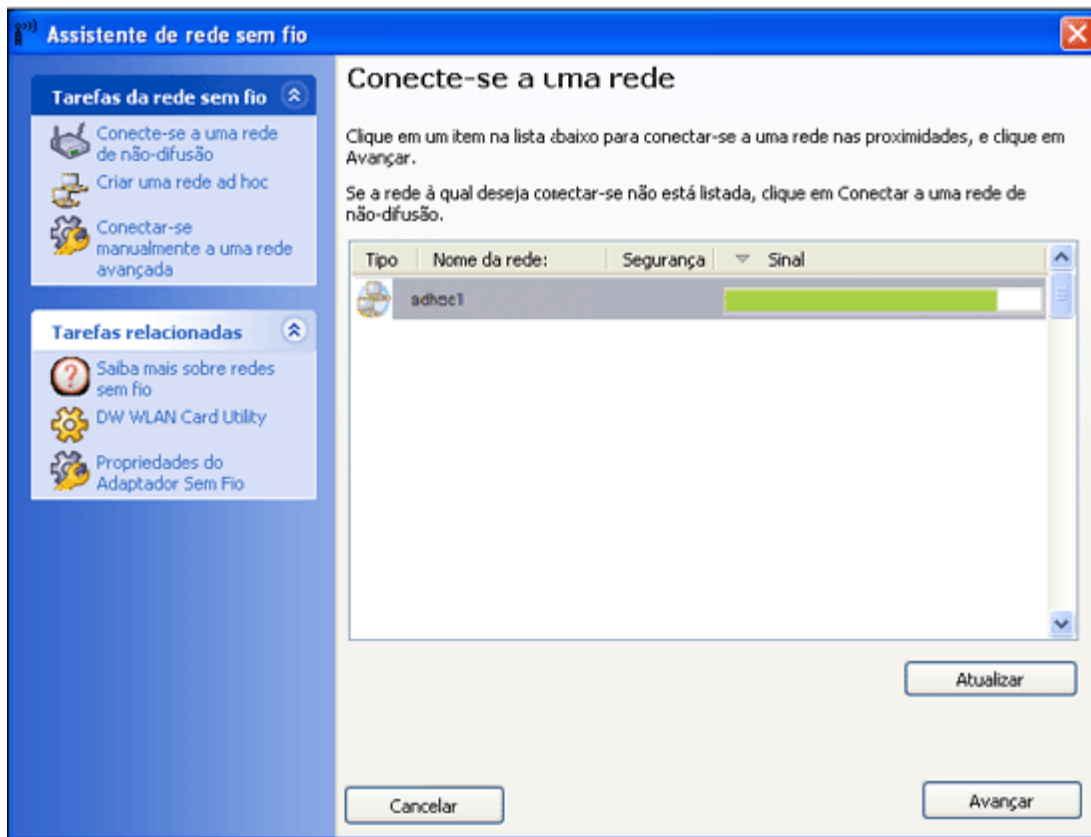 Assistente de rede sem fio
Tarefas da rede sem fio
Conecte-se a uma rede
de não-difusão
Criar uma rede ad hoc
Conectar-se
manualmente a uma rede
avançada
Tarefas relacionadas
Saiba mais sobre redes
sem fio
DW WLAN Card Utility
Propriedades do
Adaptador Sem Fio
Conecte-se a uma rede
Clique em um item na lista abaixo para conectar-se a uma rede nas proximidades, e clique em
Avançar.
Se a rede à qual deseja conectar-se não está listada, clique em Conectar a uma rede de
não-difusão.
Tipo Nome da rede: Segurança Sinal
adhoc1
Atualizar
Cancelar
Avançar